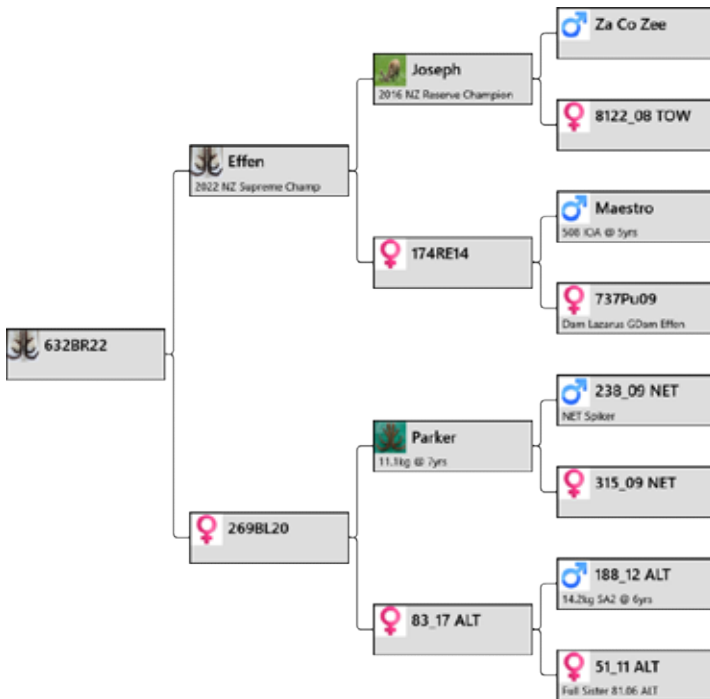 Za Co Zee
Joseph
2016 NZ Reserve Champion
8122_08 TOW
Effen
2022 NZ Supreme Champ
Maestro
508 IOA @ 5yrs
174RE14
737Pu09
Dam Lazarus GDam Effen
632BR22
238_09 NET
NET Spiker
Parker
11.1kg @ 7yrs
315_09 NET
269BL20
188_12 ALT
14.2kg SA2 @ 6yrs
83_17 ALT
51_11 ALT
Full Sister 81.06 ALT